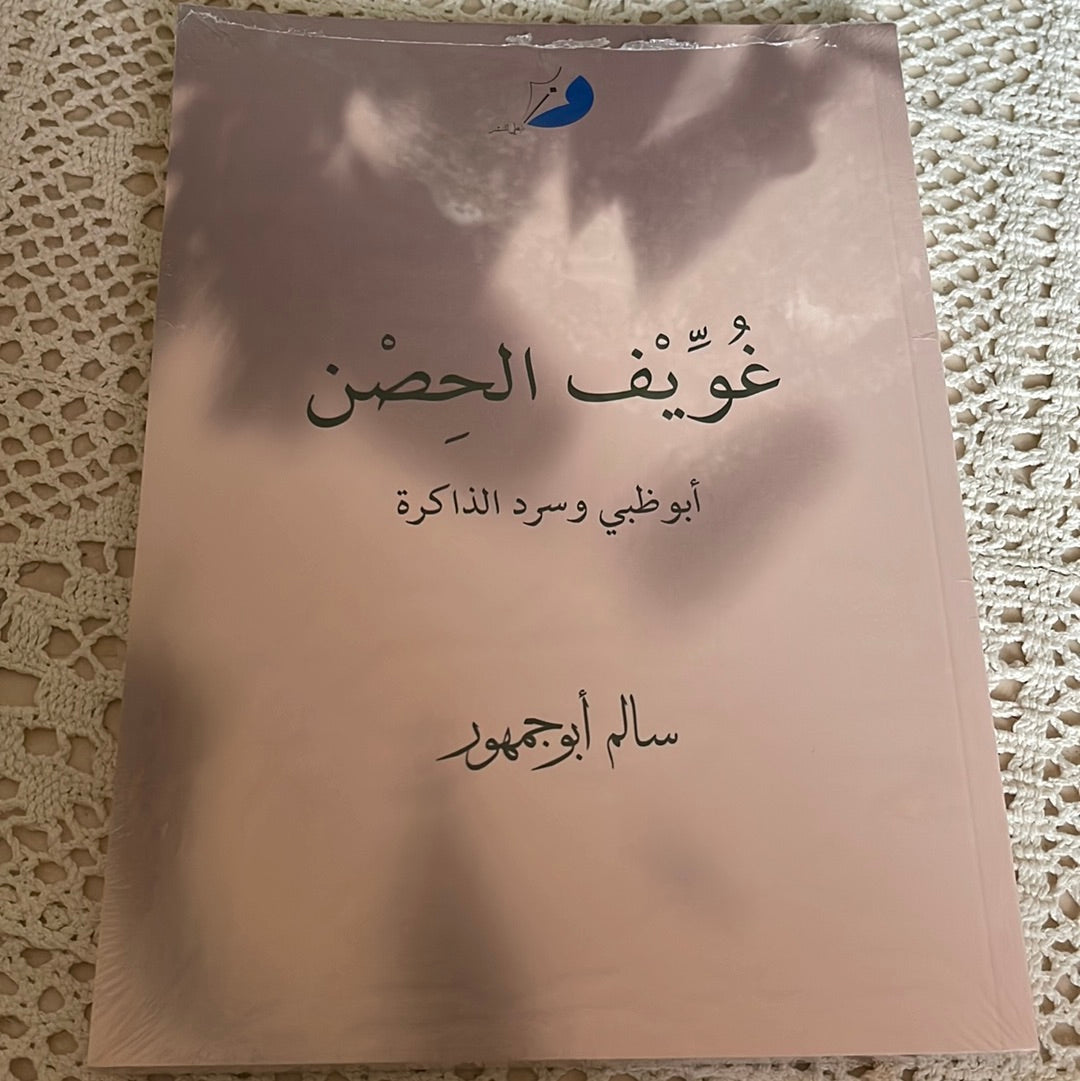 غُوِّيْف الحِصْن
أبوظبي وسرد الذاكرة
سالم أبوجمهور